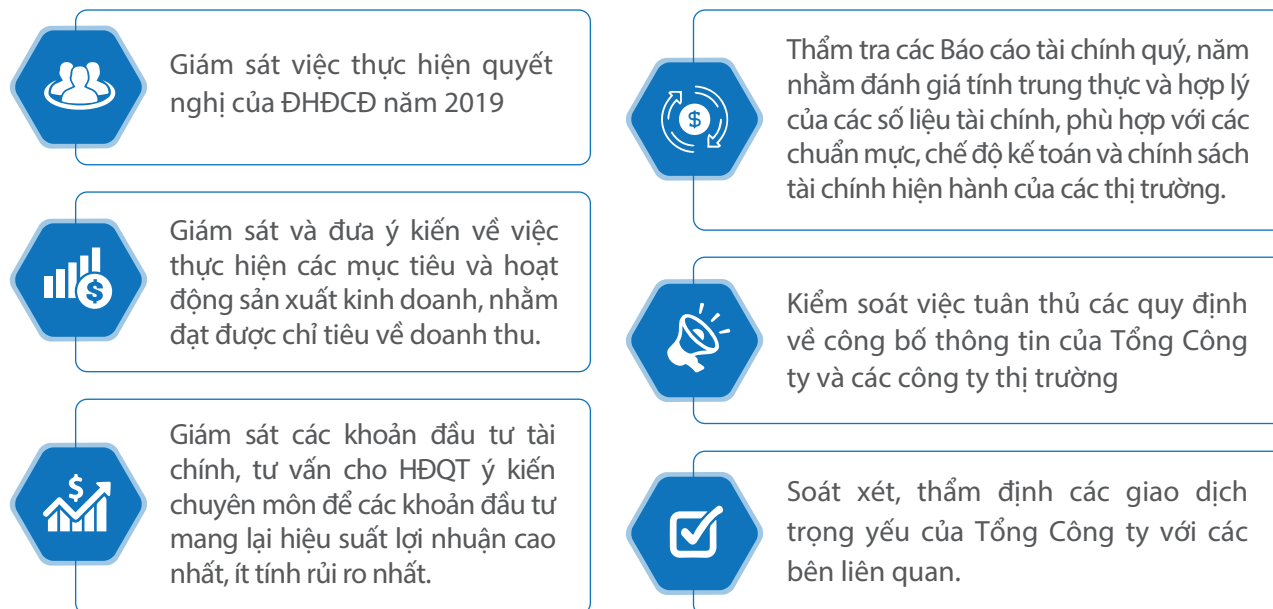 Giám sát việc thực hiện quyết
nghị của ĐHĐCĐ năm 2019
Giám sát và đưa ý kiến về việc
thực hiện các mục tiêu và hoạt
động sản xuất kinh doanh, nhằm
đạt được chỉ tiêu về doanh thu.
Giám sát các khoản đầu tư tài
chính, tư vấn cho HĐQT ý kiến
chuyên môn để các khoản đầu tư
mang lại hiệu suất lợi nhuận cao
nhất, ít tính rủi ro nhất.
Thẩm tra các Báo cáo tài chính quý, năm
nhằm đánh giá tính trung thực và hợp lý
của các số liệu tài chính, phù hợp với các
chuẩn mực, chế độ kế toán và chính sách
tài chính hiện hành của các thị trường.
Kiểm soát việc tuân thủ các quy định
về công bố thông tin của Tổng Công
ty và các công ty thị trường
Soát xét, thẩm định các giao dịch
trọng yếu của Tổng Công ty với các
bên liên quan.